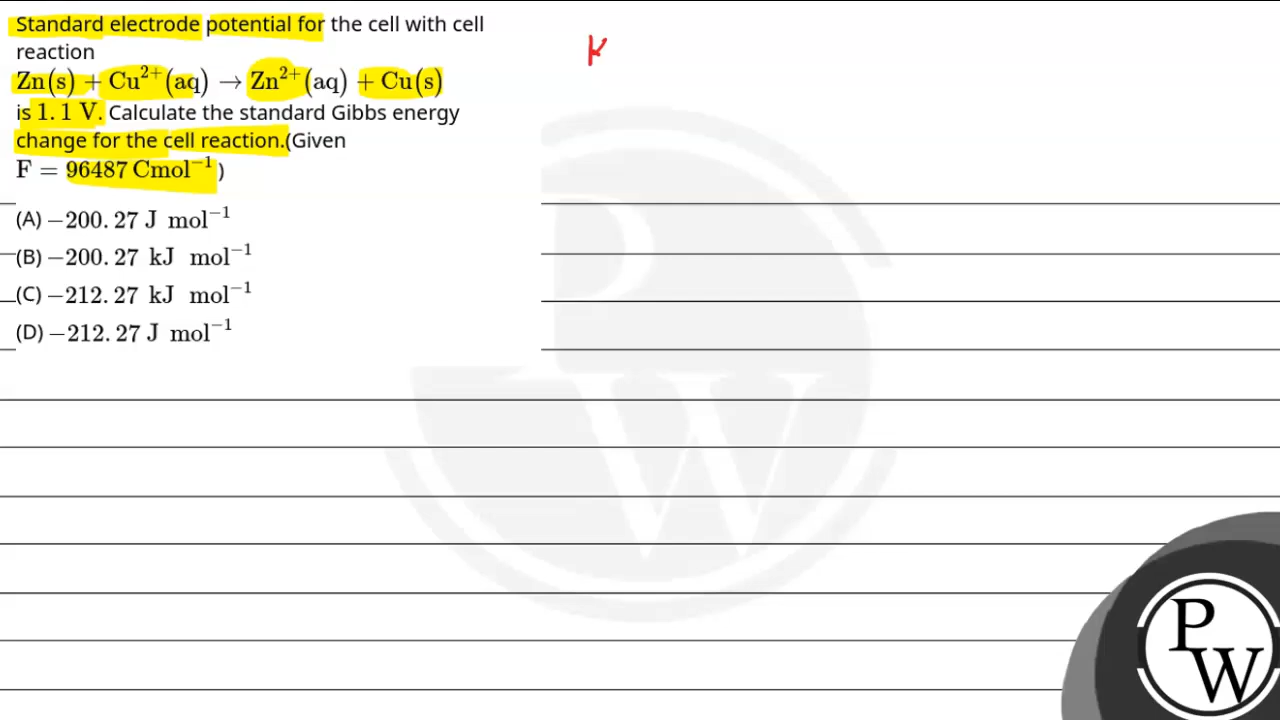 Standard electrode potential for the cell with cell
reaction
Zn(s) + Cu²⁺(aq) → Zn²⁺(aq) + Cu(s)
is 1.1 V. Calculate the standard Gibbs energy
change for the cell reaction.(Given
F = 96487 Cmol⁻¹)
(A) −200.27 J mol⁻¹
(B) −200.27 kJ mol⁻¹
(C) −212.27 kJ mol⁻¹
(D) −212.27 J mol⁻¹
P
W
P
W